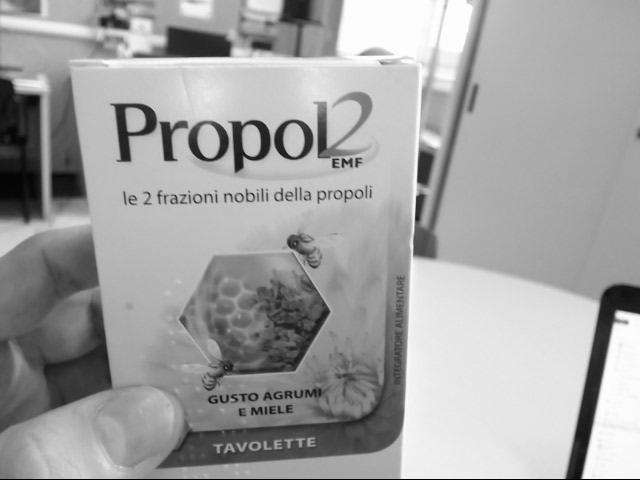 Propol2
EMF
le 2 frazioni nobili della propoli
INTEGRATORE ALIMENTARE
GUSTO AGRUMI
E MIELE
TAVOLETTE